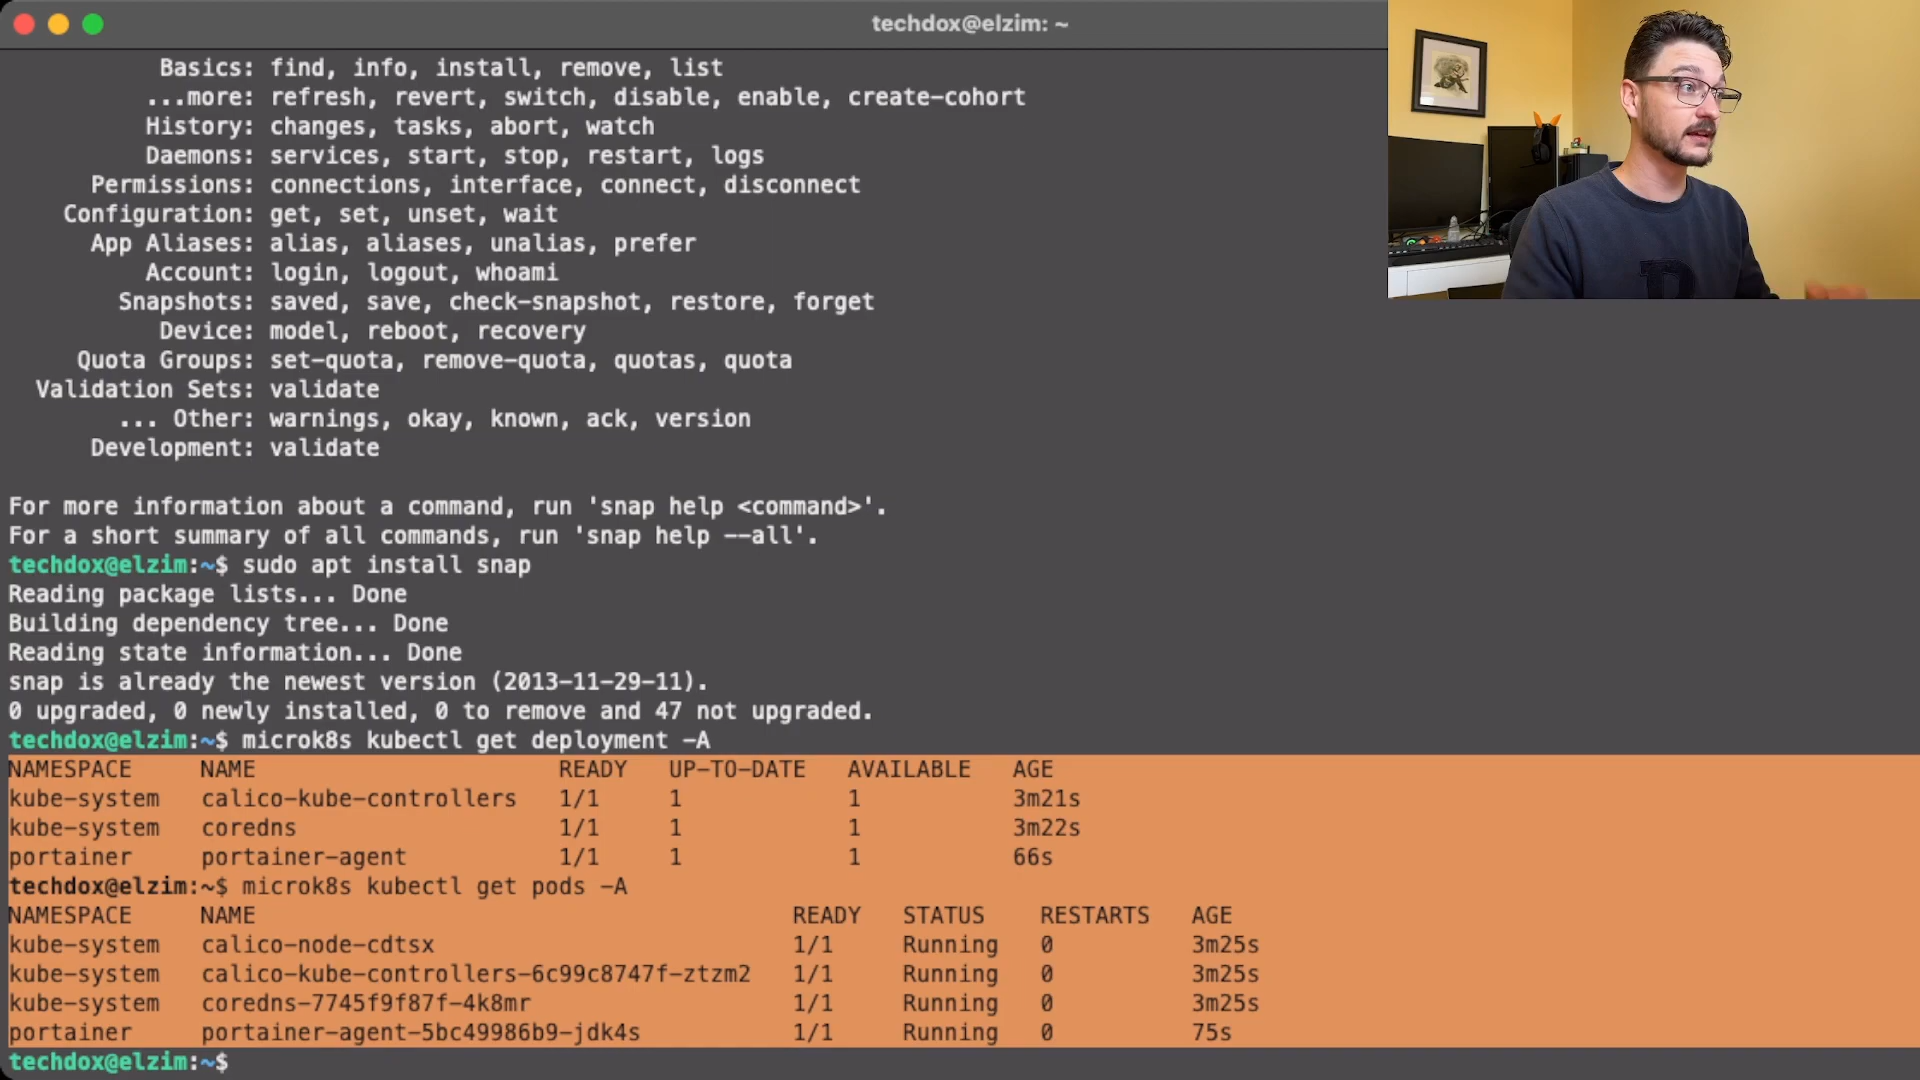 techdox@elzim: ~
Basics: find, info, install, remove, list
...more: refresh, revert, switch, disable, enable, create-cohort
History: changes, tasks, abort, watch
Daemons: services, start, stop, restart, logs
Permissions: connections, interface, connect, disconnect
Configuration: get, set, unset, wait
App Aliases: alias, aliases, unalias, prefer
Account: login, logout, whoami
Snapshots: saved, save, check-snapshot, restore, forget
Device: model, reboot, recovery
Quota Groups: set-quota, remove-quota, quotas, quota
Validation Sets: validate
... Other: warnings, okay, known, ack, version
Development: validate
For more information about a command, run 'snap help <command>'.
For a short summary of all commands, run 'snap help --all'.
techdox@elzim:~$ sudo apt install snap
Reading package lists... Done
Building dependency tree... Done
Reading state information... Done
snap is already the newest version (2013-11-29-11).
0 upgraded, 0 newly installed, 0 to remove and 47 not upgraded.
techdox@elzim:~$ microk8s kubectl get deployment -A
NAMESPACE NAME READY UP-TO-DATE AVAILABLE AGE
kube-system calico-kube-controllers 1/1 1 1 3m21s
kube-system coredns 1/1 1 1 3m22s
portainer portainer-agent 1/1 1 1 66s
techdox@elzim:~$ microk8s kubectl get pods -A
NAMESPACE NAME READY STATUS RESTARTS AGE
kube-system calico-node-cdtsx 1/1 Running 0 3m25s
kube-system calico-kube-controllers-6c99c8747f-ztzm2 1/1 Running 0 3m25s
kube-system coredns-7745f9f87f-4k8mr 1/1 Running 0 3m25s
portainer portainer-agent-5bc49986b9-jdk4s 1/1 Running 0 75s
techdox@elzim:~$